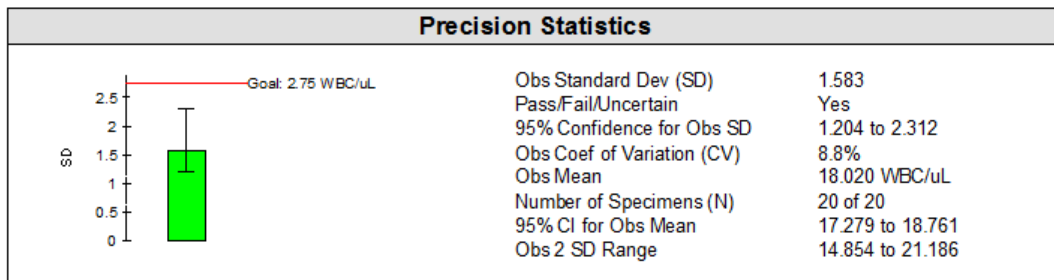 Precision Statistics
Goal: 2.75 WBC/uL
2.5
2
1.5
1
0.5
0
SD
Obs Standard Dev (SD) 1.583
Pass/Fail/Uncertain Yes
95% Confidence for Obs SD 1.204 to 2.312
Obs Coef of Variation (CV) 8.8%
Obs Mean 18.020 WBC/uL
Number of Specimens (N) 20 of 20
95% CI for Obs Mean 17.279 to 18.761
Obs 2 SD Range 14.854 to 21.186